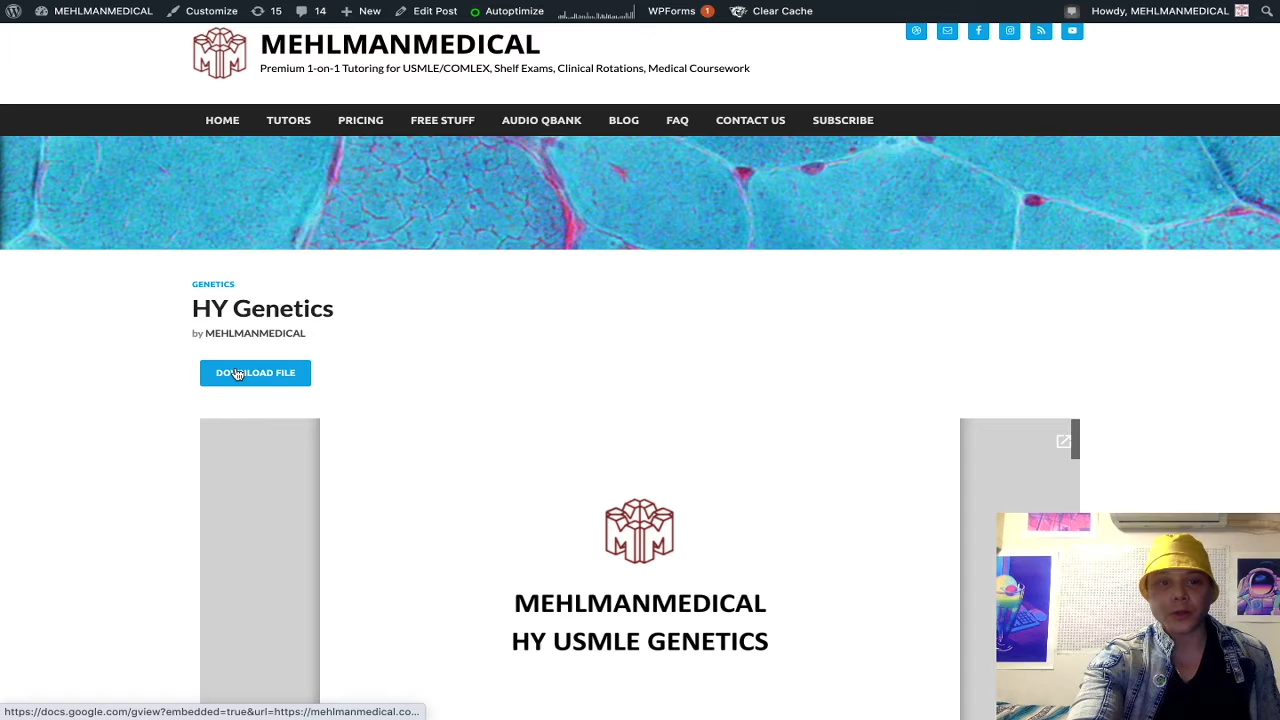 MEHLMANMEDICAL Customize 15 14 New Edit Post Autoptimize WPForms 1 Clear Cache Howdy, MEHLMANMEDICAL
MEHLMANMEDICAL
Premium 1-on-1 Tutoring for USMLE/COMLEX, Shelf Exams, Clinical Rotations, Medical Coursework
HOME TUTORS PRICING FREE STUFF AUDIO QBANK BLOG FAQ CONTACT US SUBSCRIBE
GENETICS
HY Genetics
by MEHLMANMEDICAL
DOWNLOAD FILE
MEHLMANMEDICAL
HY USMLE GENETICS
https://docs.google.com/gview?embedded=true&url=https://mehlmanmedical.co...